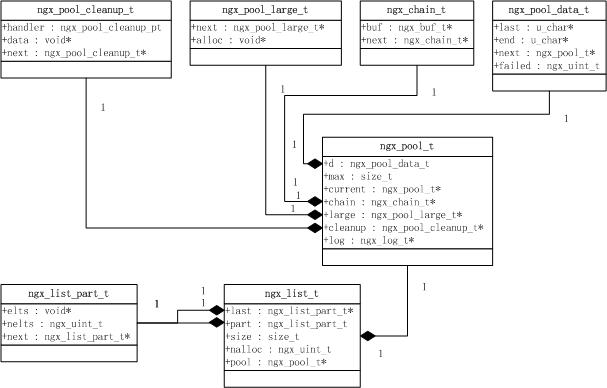 ngx_pool_cleanup_t
+handler : ngx_pool_cleanup_pt
+data : void*
+next : ngx_pool_cleanup_t*
ngx_pool_large_t
+next : ngx_pool_large_t*
+alloc : void*
ngx_chain_t
+buf : ngx_buf_t*
+next : ngx_chain_t*
ngx_pool_data_t
+last : u_char*
+end : u_char*
+next : ngx_pool_t*
+failed : ngx_uint_t
1
1
1
1
1
1
1
1
ngx_pool_t
+d : ngx_pool_data_t
+max : size_t
+current : ngx_pool_t*
+chain : ngx_chain_t*
+large : ngx_pool_large_t*
+cleanup : ngx_pool_cleanup_t*
+log : ngx_log_t*
ngx_list_part_t
+elts : void*
+nelts : ngx_uint_t
+next : ngx_list_part_t*
1
1
1
ngx_list_t
+last : ngx_list_part_t*
+part : ngx_list_part_t
+size : size_t
+nalloc : ngx_uint_t
+pool : ngx_pool_t*
1
1